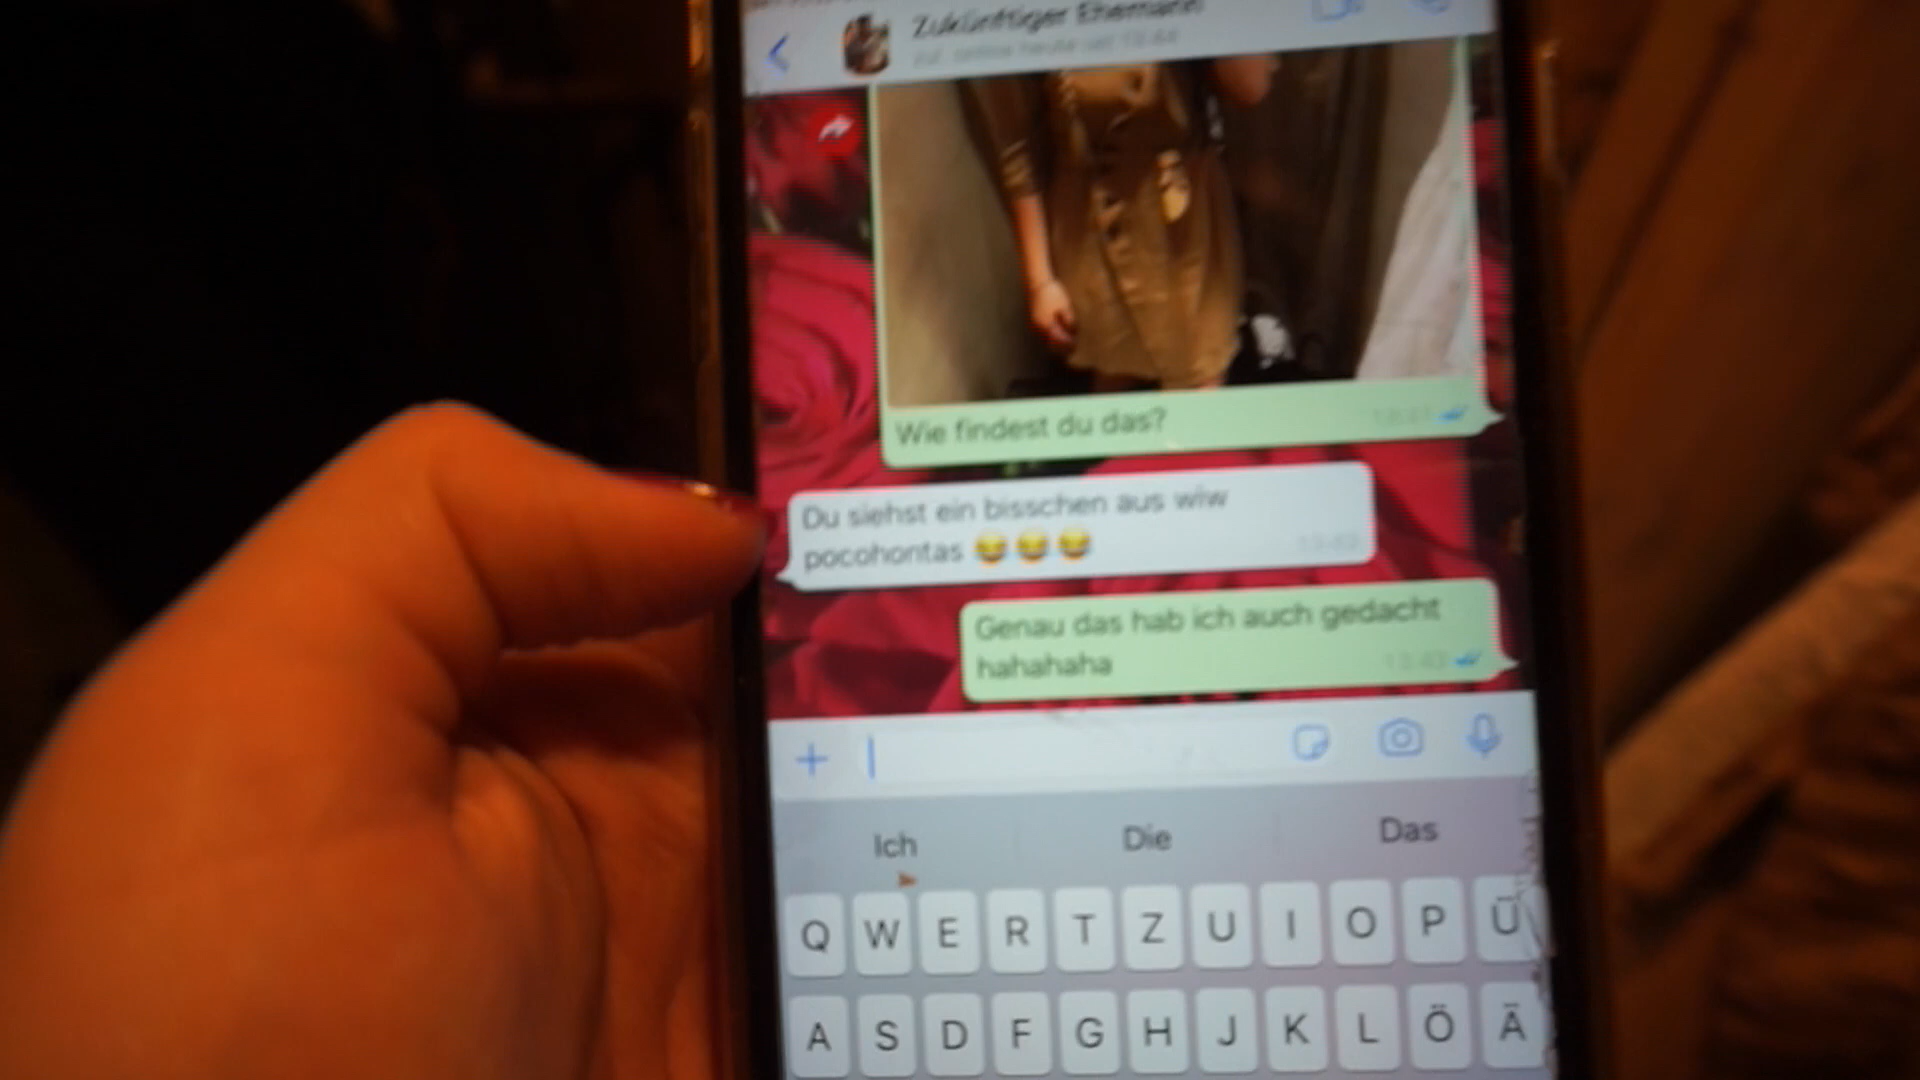 Zukünftiger Ehemann
Wie findest du das?
Du siehst ein bisschen aus wiw
pocohontas 😂😂😂
Genau das hab ich auch gedacht
hahahaha
Ich Die Das
Q W E R T Z U I O P Ü
A S D F G H J K L Ö Ä